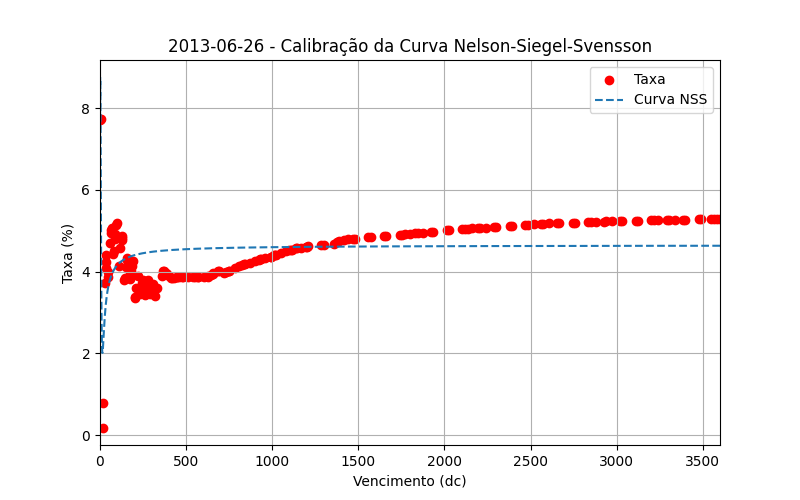 2013-06-26 - Calibração da Curva Nelson-Siegel-Svensson
Taxa
Curva NSS
Taxa (%)
8
6
4
2
0
0 500 1000 1500 2000 2500 3000 3500
Vencimento (dc)